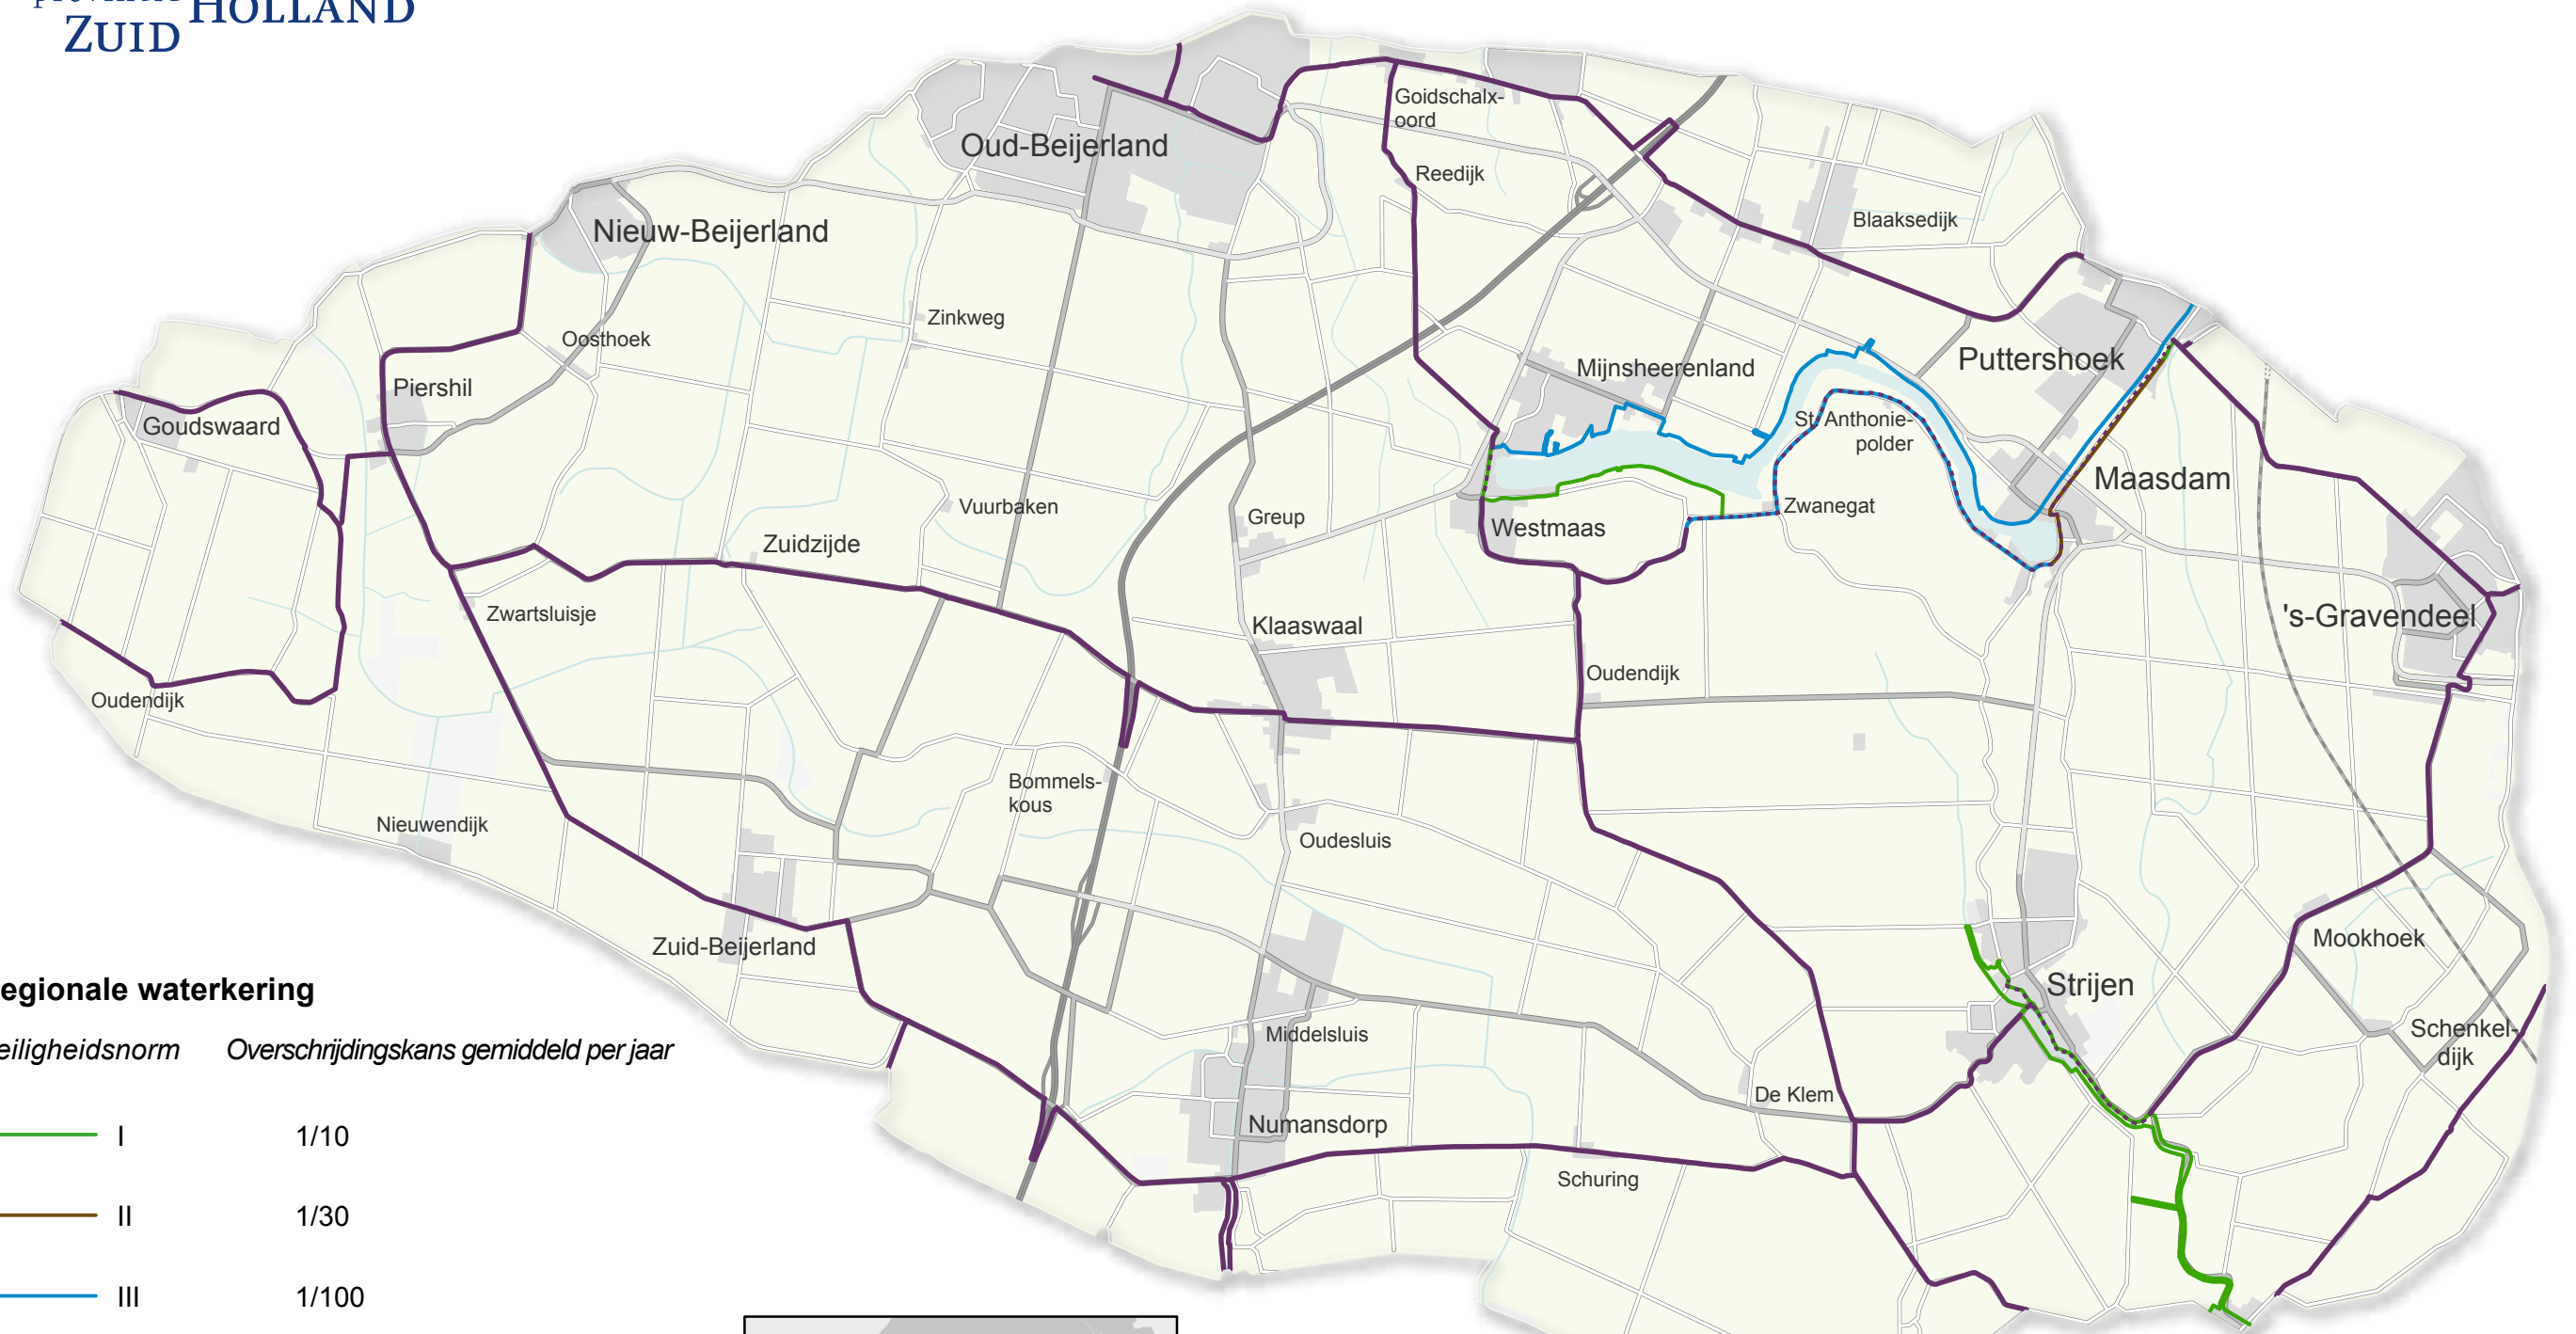 HOLLAND
ZUID
Goidschalx-
oord
Oud-Beijerland
Reedijk
Nieuw-Beijerland
Blaaksedijk
Zinkweg
Oosthoek
Mijnsheerenland
Puttershoek
Piershil
Goudswaard
St. Anthonie-
polder
Maasdam
Vuurbaken
Greup
Zwanegat
Westmaas
Zuidzijde
Zwartsluisje
Klaaswaal
's-Gravendeel
Oudendijk
Oudendijk
Bommels-
kous
Nieuwendijk
Oudesluis
Zuid-Beijerland
Mookhoek
Strijen
Middelsluis
Schenkel-
dijk
De Klem
Numansdorp
Schuring
egionale waterkering
eiligheidsnorm Overschrijdingskans gemiddeld per jaar
I 1/10
II 1/30
III 1/100